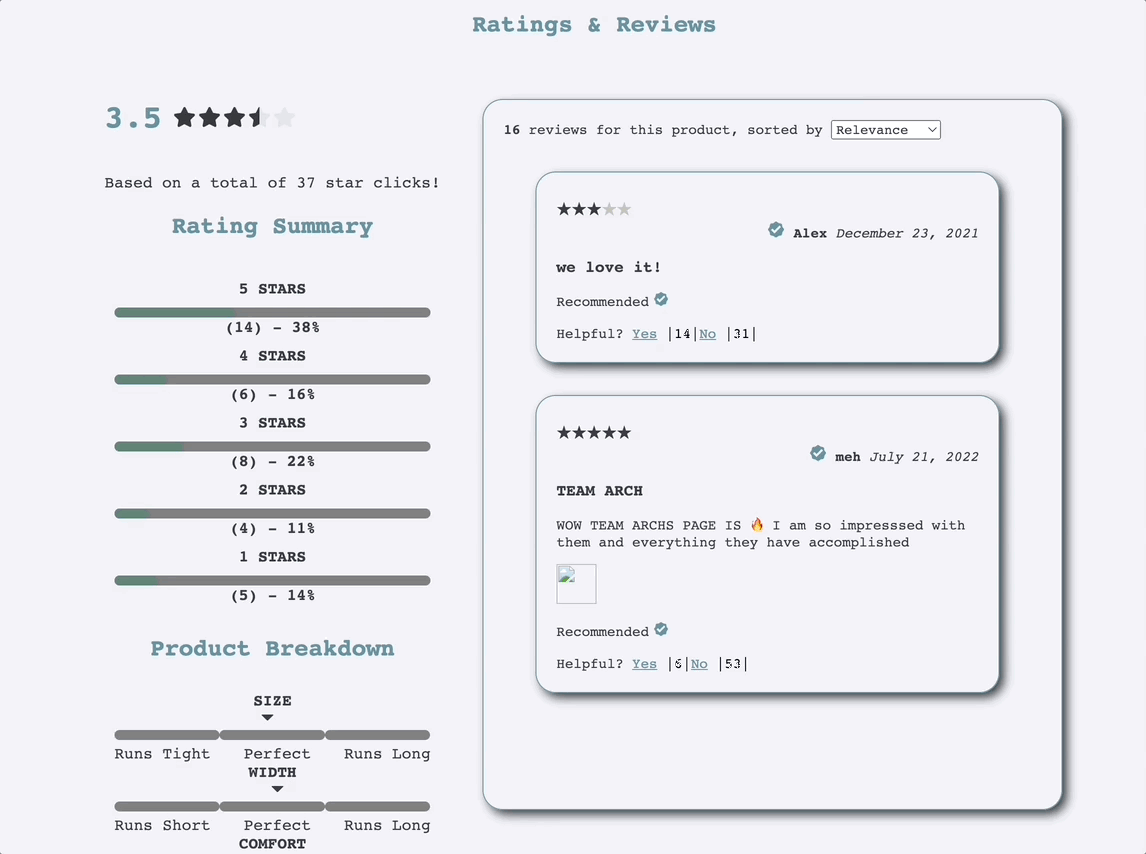 Ratings & Reviews
3.5
Based on a total of 37 star clicks!
Rating Summary
5 STARS
(14) - 38%
4 STARS
(6) - 16%
3 STARS
(8) - 22%
2 STARS
(4) - 11%
1 STARS
(5) - 14%
Product Breakdown
SIZE
Runs Tight Perfect Runs Long
WIDTH
Runs Short Perfect Runs Long
COMFORT
16 reviews for this product, sorted by Relevance
Alex December 23, 2021
we love it!
Recommended
Helpful? Yes |14|No |31|
meh July 21, 2022
TEAM ARCH
WOW TEAM ARCHS PAGE IS 🔥 I am so impresssed with
them and everything they have accomplished
Recommended
Helpful? Yes |6|No |53|